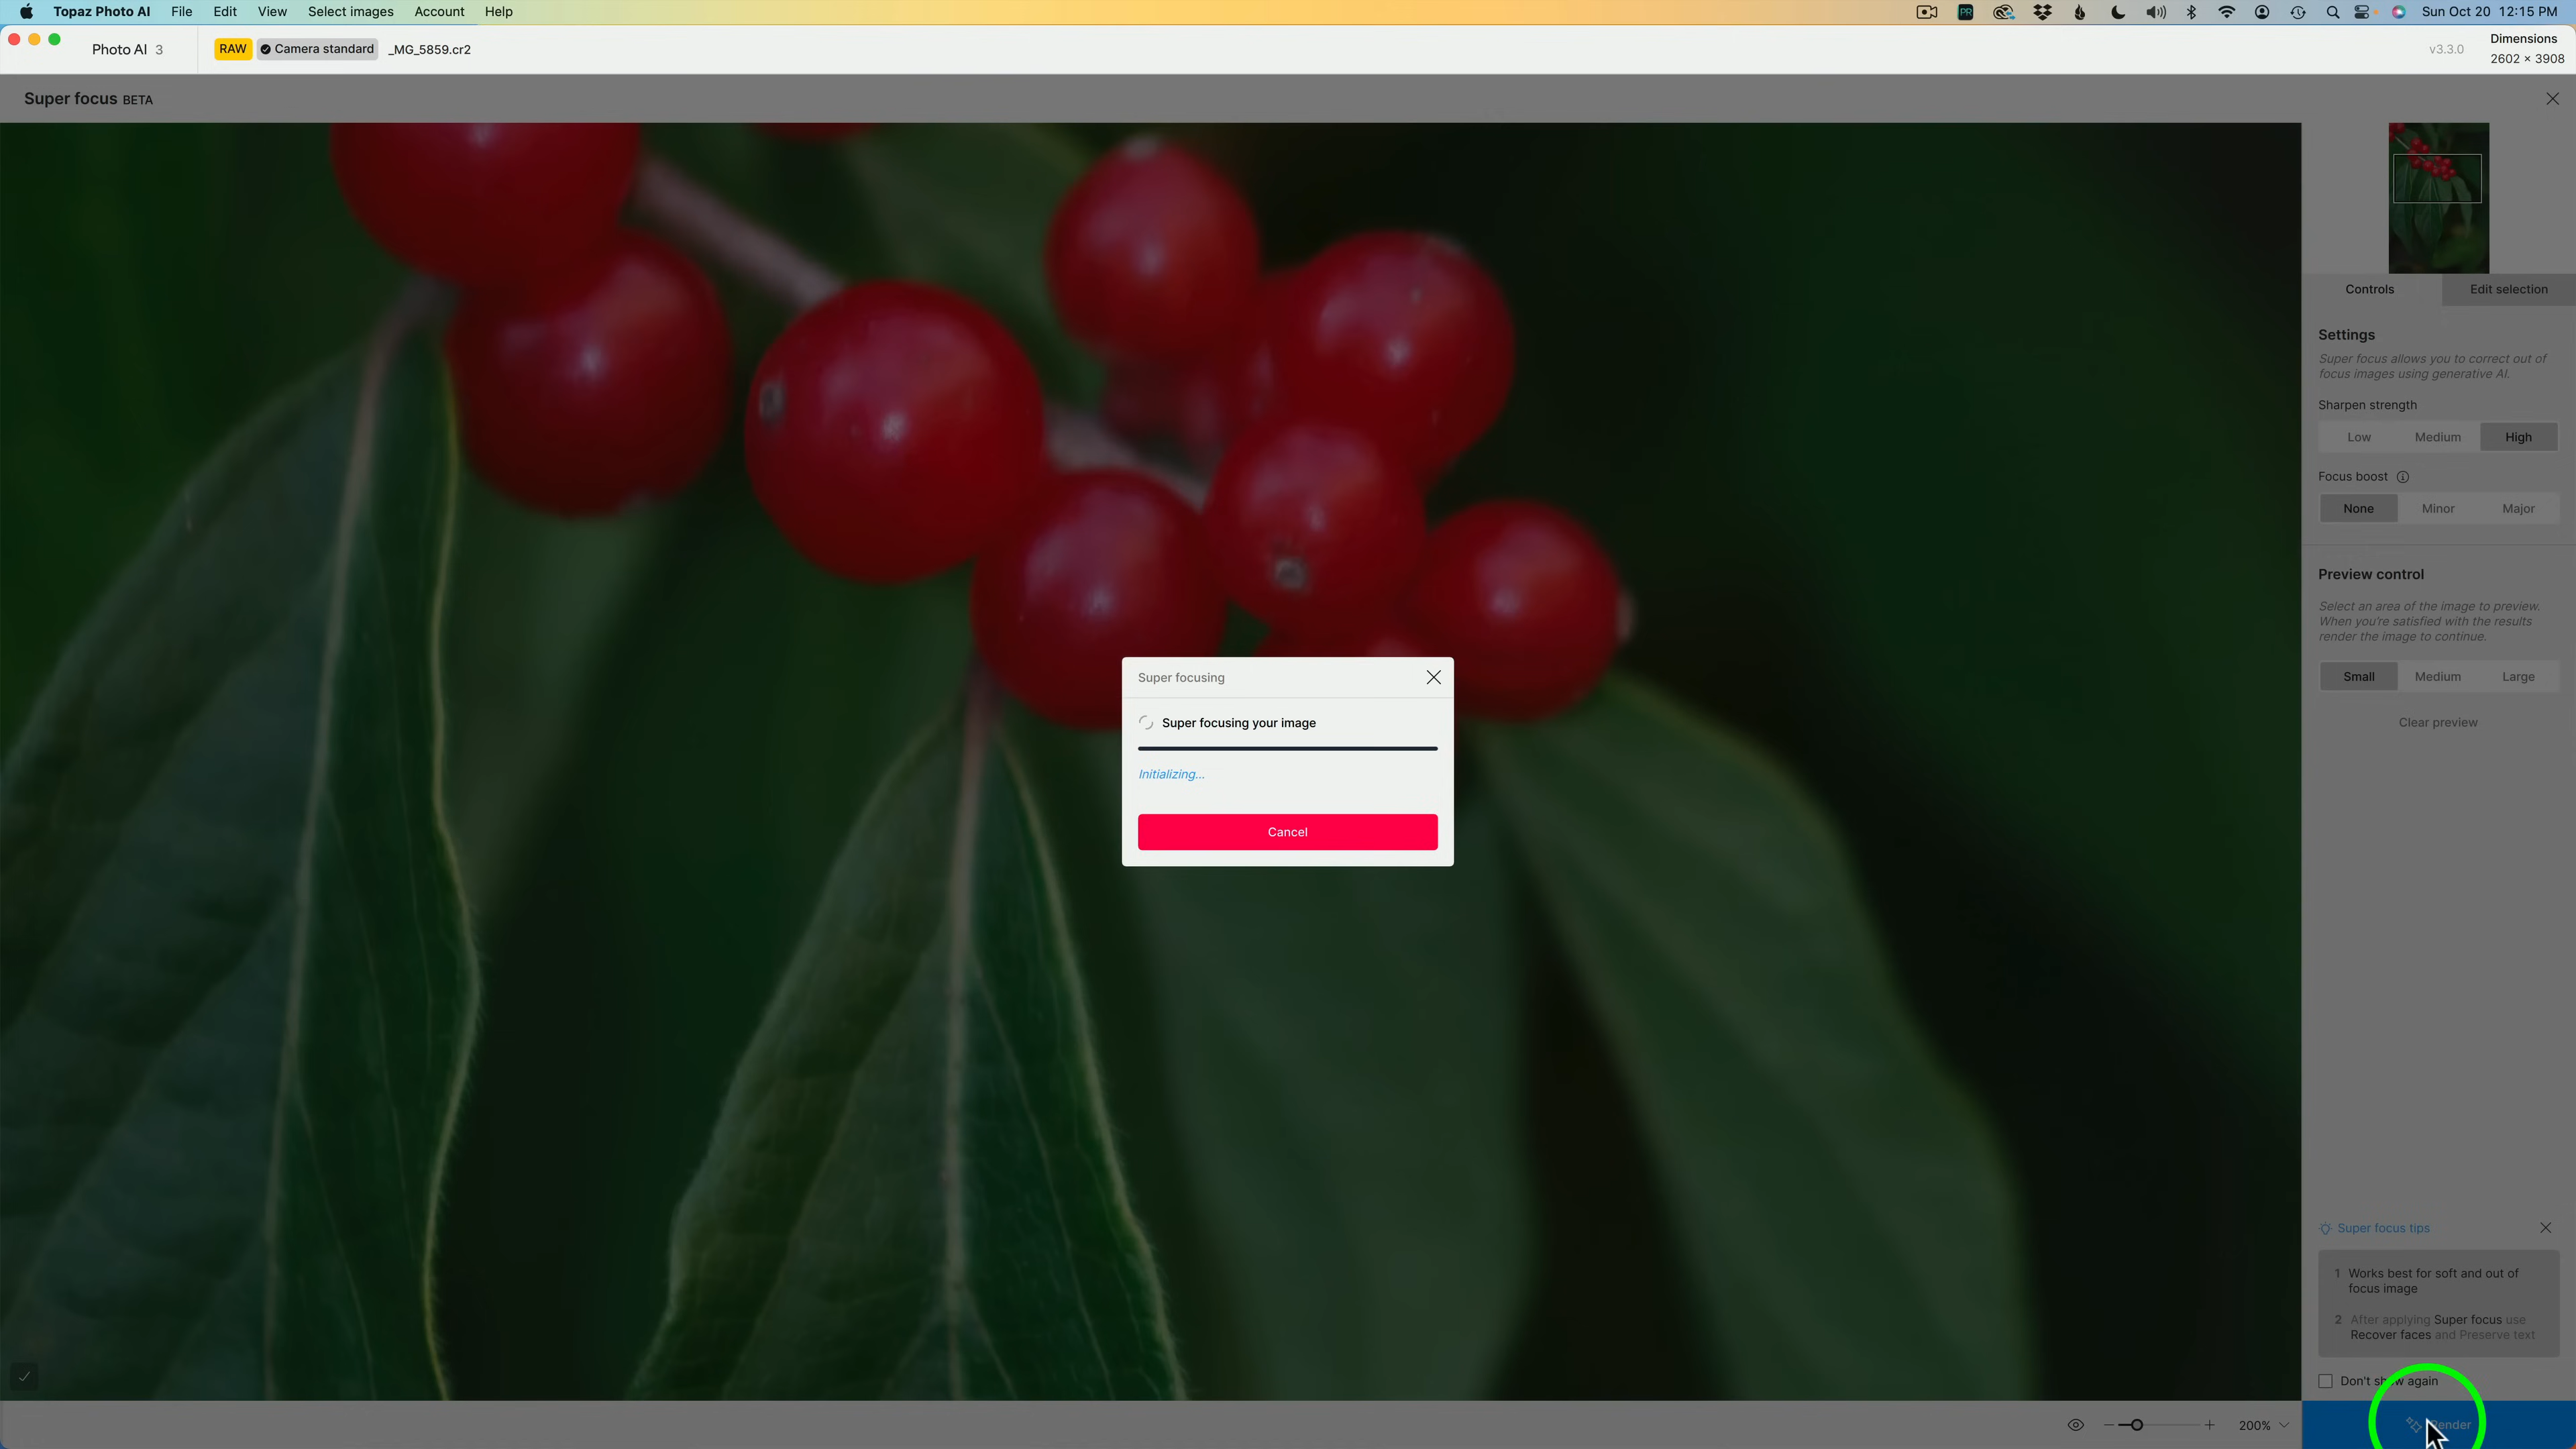 Topaz Photo AI File Edit View Select images Account Help
Sun Oct 20 12:15 PM
Photo AI 3
RAW Camera standard _MG_5859.cr2
v3.3.0
Dimensions
2602 × 3908
Super focus BETA
Controls Edit selection
Settings
Super focus allows you to correct out of
focus images using generative AI.
Sharpen strength
Low Medium High
Focus boost
None Minor Major
Preview control
Select an area of the image to preview.
When you're satisfied with the results
render the image to continue.
Small Medium Large
Clear preview
Super focusing
Super focusing your image
Initializing...
Cancel
Super focus tips
1 Works best for soft and out of
focus image
2 After applying Super focus use
Recover faces and Preserve text
Don't show again
200%
Render